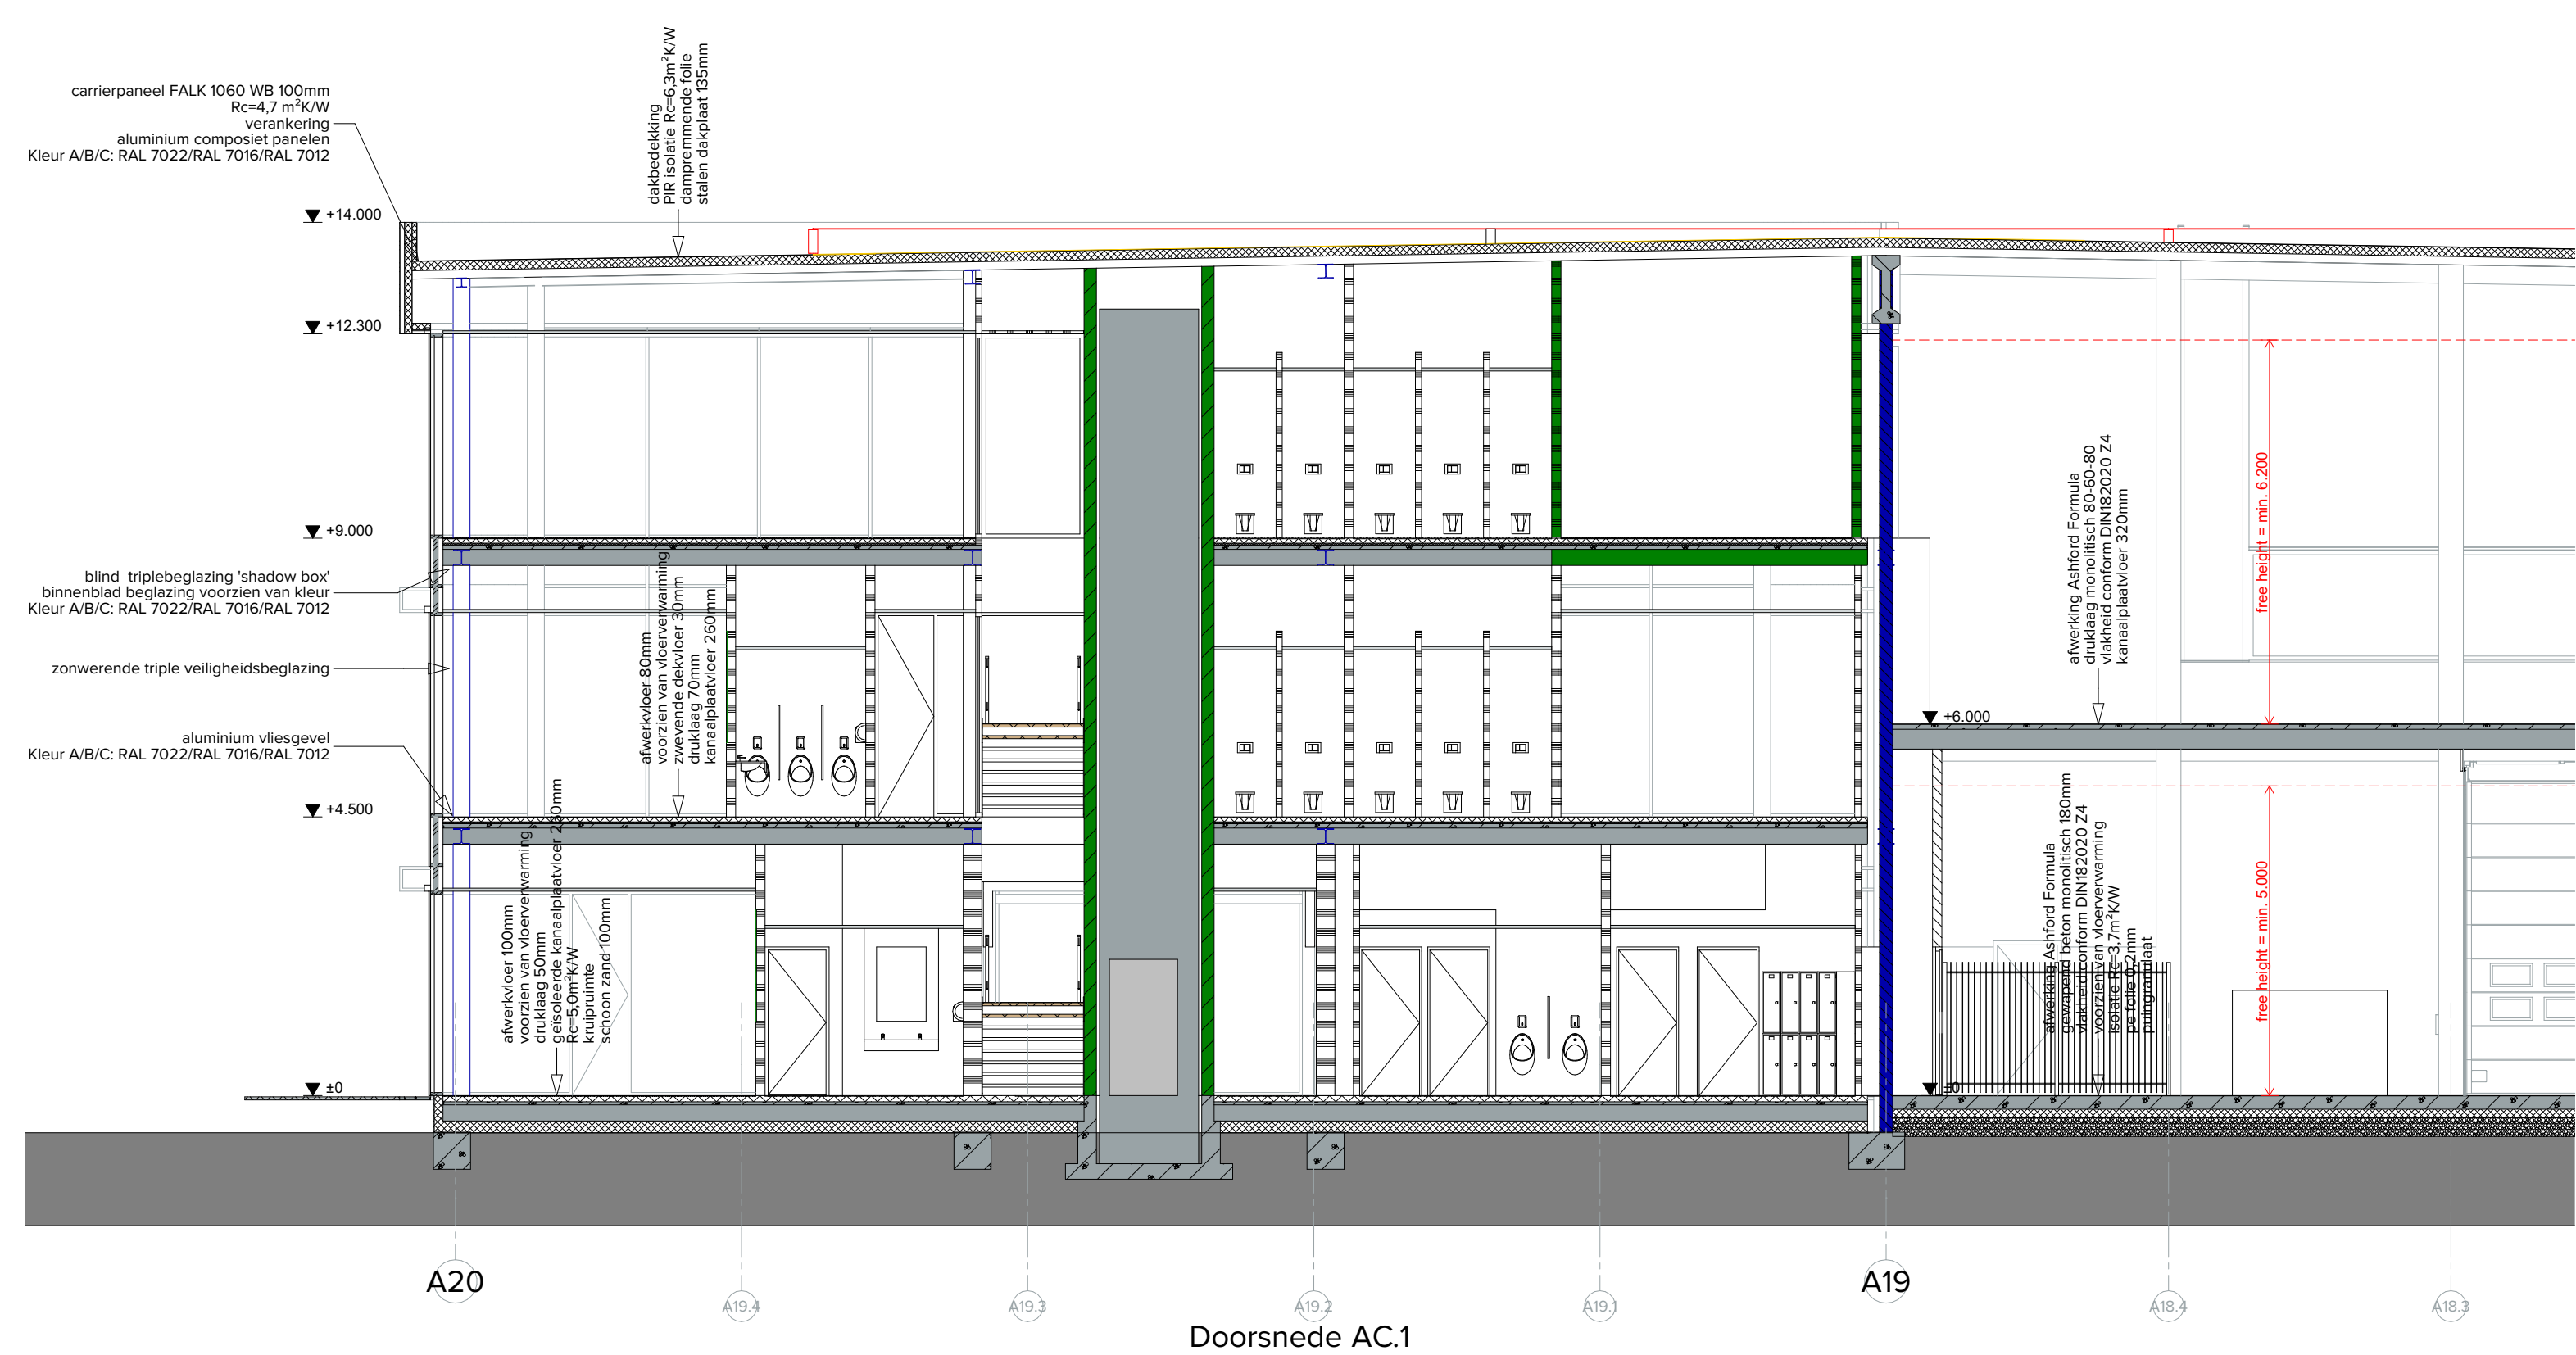 carrierpaneel FALK 1060 WB 100mm
Rc=4,7 m²K/W
verankering
aluminium composiet panelen
Kleur A/B/C: RAL 7022/RAL 7016/RAL 7012
dakbedekking
PIR isolatie Rc=6,3m²K/W
dampremmende folie
stalen dakplaat 135mm
+14.000
+12.300
+9.000
blind triplebeglazing 'shadow box'
binnenblad beglazing voorzien van kleur
Kleur A/B/C: RAL 7022/RAL 7016/RAL 7012
zonwerende triple veiligheidsbeglazing
aluminium vliesgevel
Kleur A/B/C: RAL 7022/RAL 7016/RAL 7012
+4.500
±0
afwerkvloer 80mm
voorzien van vloerverwarming
zwevende dekvloer 30mm
druklaag 70mm
kanaalplaatvloer 260mm
afwerkvloer 100mm
voorzien van vloerverwarming
druklaag 50mm
geïsoleerde kanaalplaatvloer 260mm
Rc=5,0m²K/W
kruipruimte
schoon zand 100mm
afwerking Ashford Formula
druklaag monolitisch 80-60-80
vlakheid conform DIN18202O Z4
kanaalplaatvloer 320mm
free height = min. 6.200
+6.000
afwerking Ashford Formula
gewapend beton monolitisch 180mm
vlakheid conform DIN18202O Z4
voorzien van vloerverwarming
isolatie Rc=3,7m²K/W
pe folie 0,2mm
puingranulaat
free height = min. 5.000
±0
A20
A19.4
A19.3
A19.2
A19.1
A19
A18.4
A18.3
Doorsnede AC.1